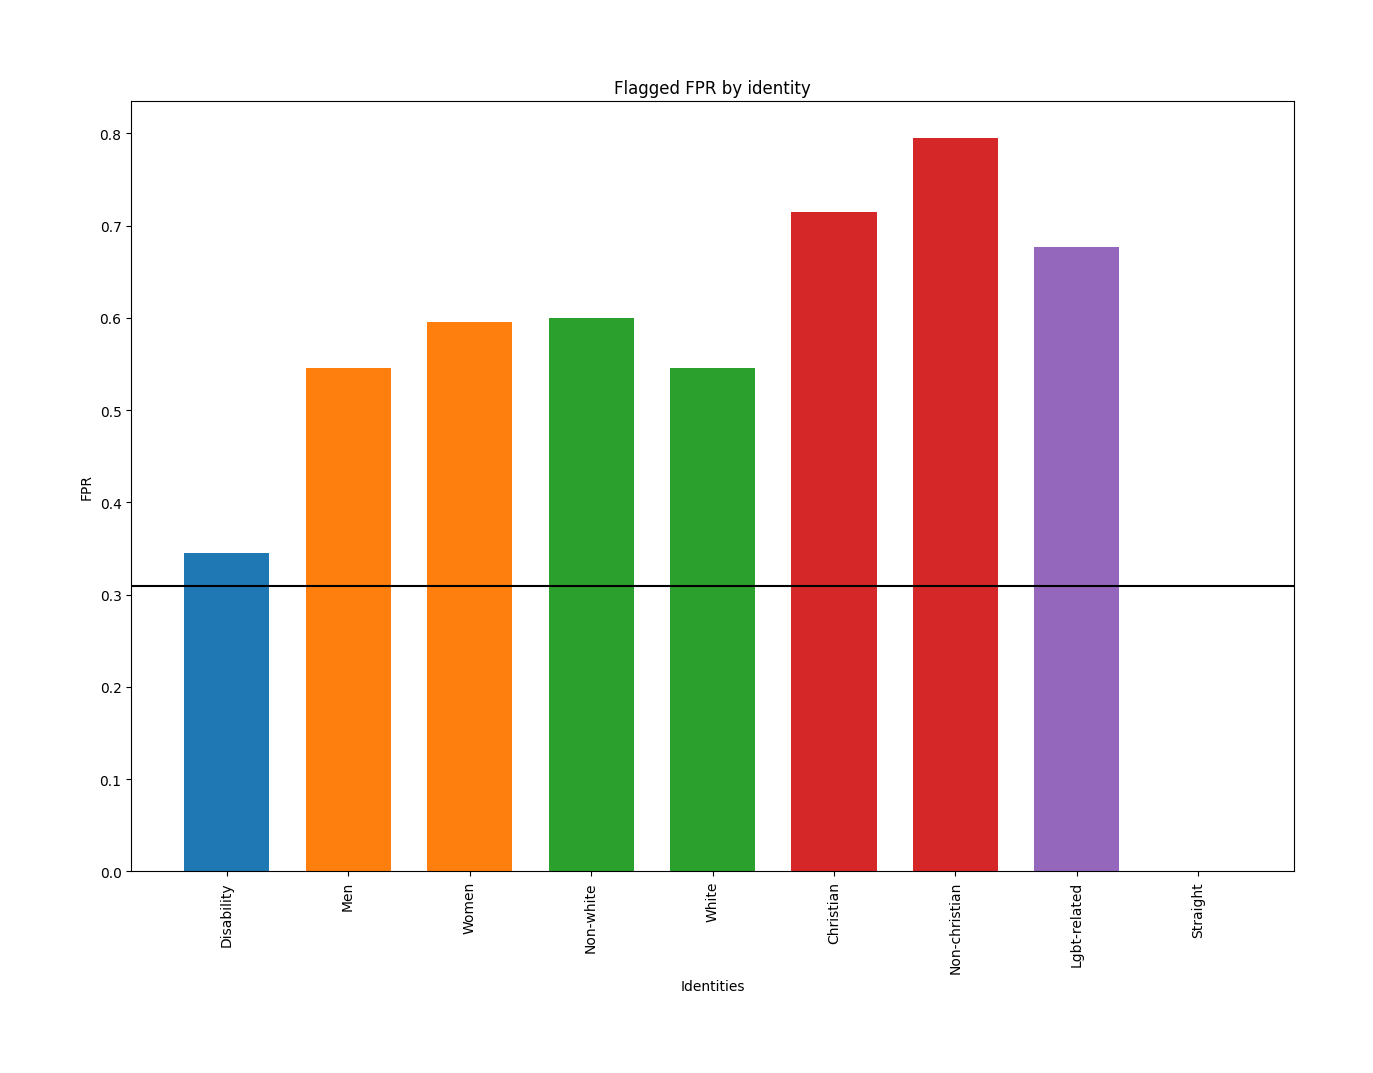 Flagged FPR by identity
0.8
0.7
0.6
0.5
0.4
0.3
0.2
0.1
0.0
FPR
Disability
Men
Women
Non-white
White
Christian
Non-christian
Lgbt-related
Straight
Identities